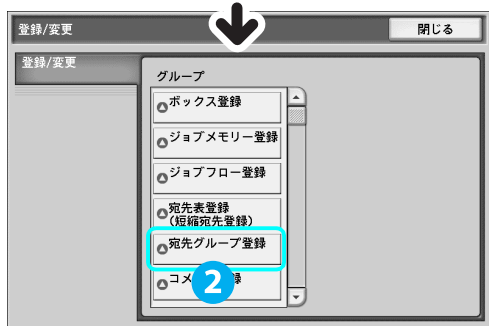 登録/変更
閉じる
登録/変更
グループ
ボックス登録
ジョブメモリー登録
ジョブフロー登録
宛先表登録
(短縮宛先登録)
宛先グループ登録
コメ
2